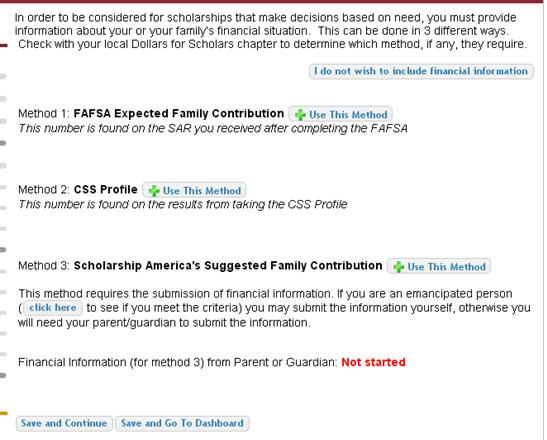 In order to be considered for scholarships that make decisions based on need, you must provide
information about your or your family's financial situation. This can be done in 3 different ways.
Check with your local Dollars for Scholars chapter to determine which method, if any, they require.
I do not wish to include financial information
Method 1: FAFSA Expected Family Contribution Use This Method
This number is found on the SAR you received after completing the FAFSA
Method 2: CSS Profile Use This Method
This number is found on the results from taking the CSS Profile
Method 3: Scholarship America's Suggested Family Contribution Use This Method
This method requires the submission of financial information. If you are an emancipated person
( click here to see if you meet the criteria) you may submit the information yourself, otherwise you
will need your parent/guardian to submit the information.
Financial Information (for method 3) from Parent or Guardian: Not started
Save and Continue Save and Go To Dashboard